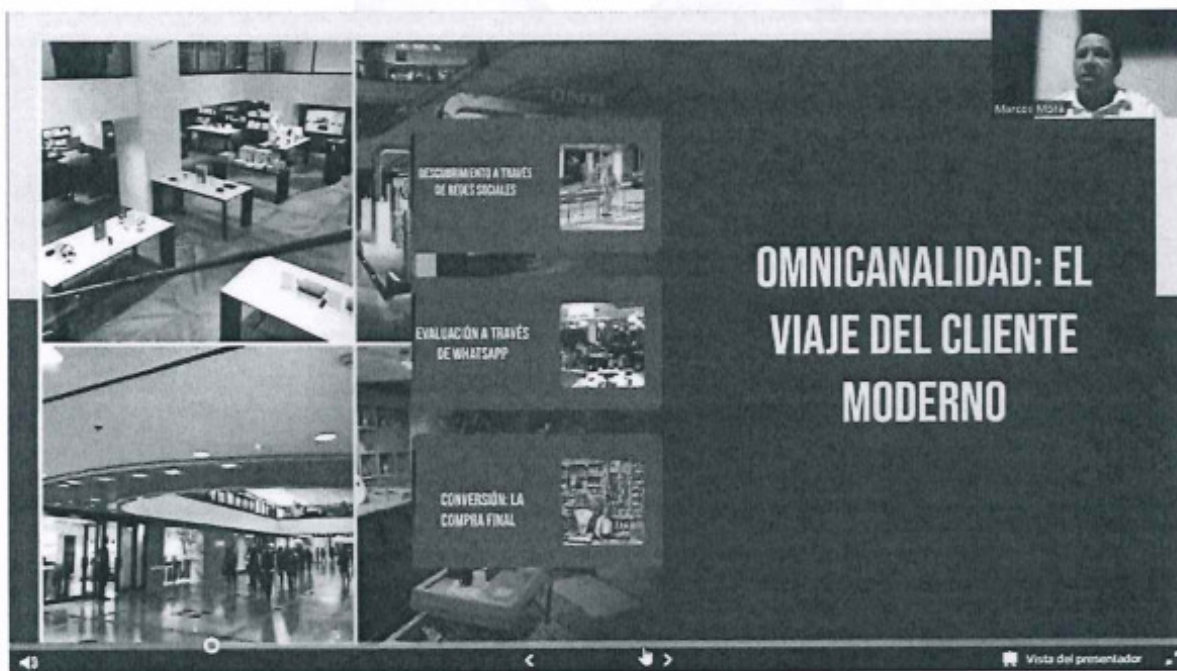 Marcos Mora
DESCUBRIMIENTO A TRAVÉS
DE REDES SOCIALES
EVALUACIÓN A TRAVÉS
DE WHATSAPP
CONVERSIÓN: LA
COMPRA FINAL
OMNICANALIDAD: EL
VIAJE DEL CLIENTE
MODERNO
Vista del presentador